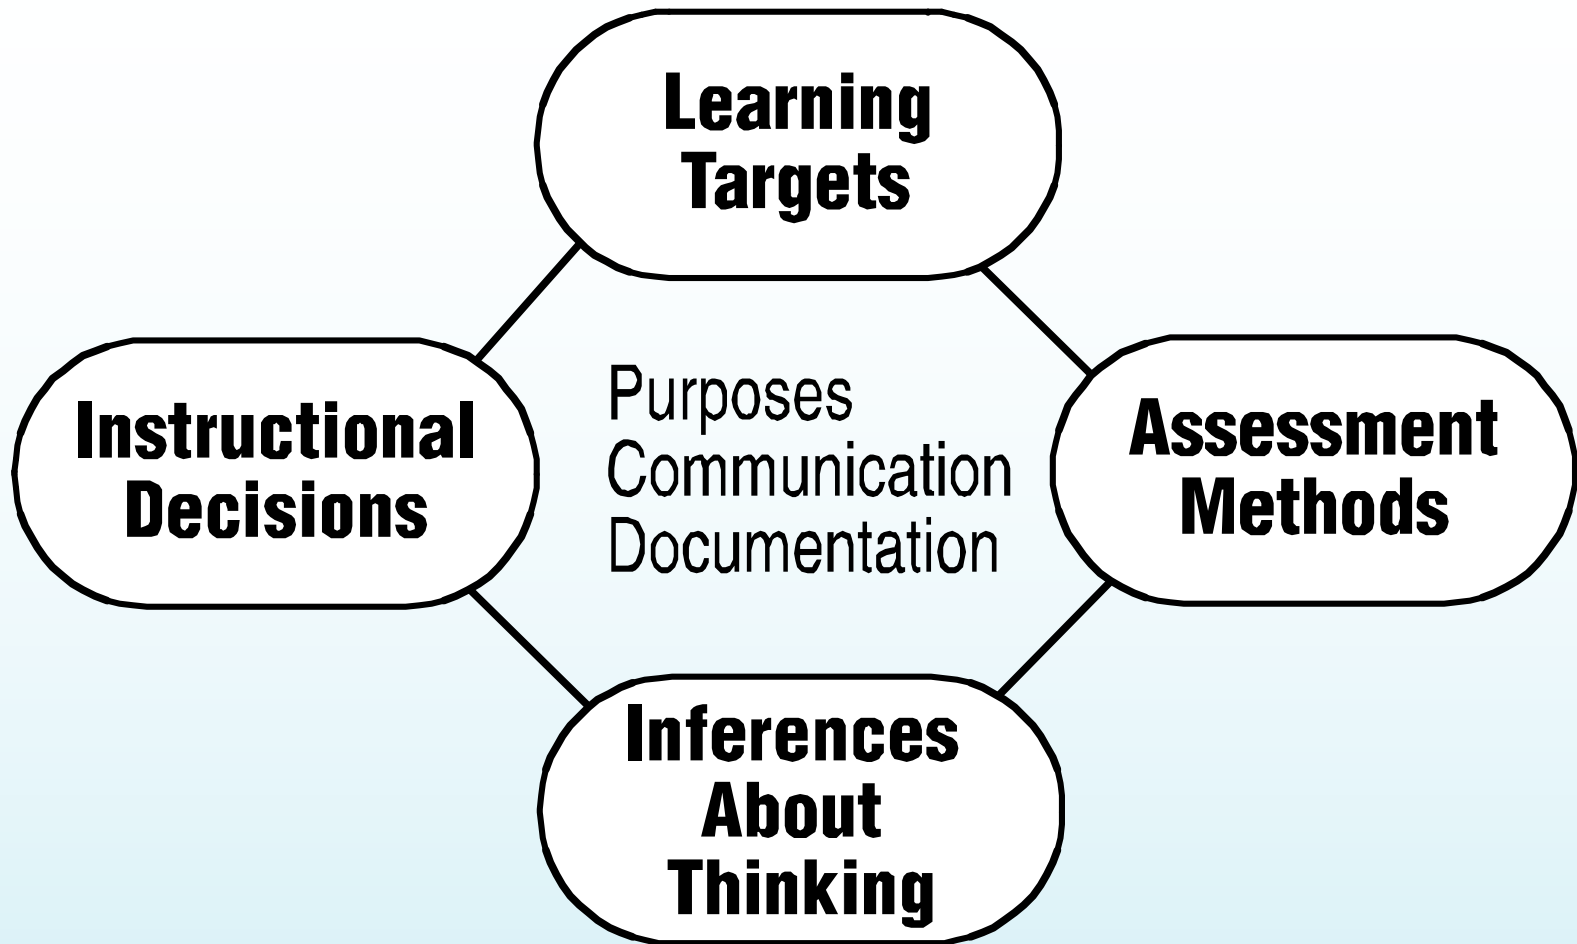 Learning
Targets
Instructional
Decisions
Purposes
Communication
Documentation
Assessment
Methods
Inferences
About
Thinking